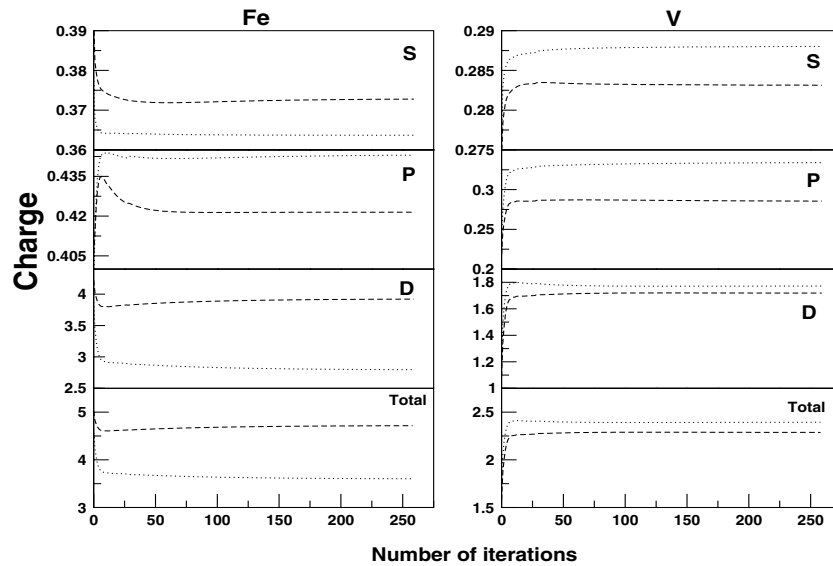 Fe
V
0.39
0.38
0.37
0.36
S
0.29
0.285
0.28
0.275
S
0.435
0.42
0.405
P
0.3
0.25
0.2
P
4
3.5
3
2.5
D
1.8
1.6
1.4
1.2
1
D
5
4
3
Total
2.5
2
1.5
Total
0 50 100 150 200 250
0 50 100 150 200 250
Charge
Number of iterations